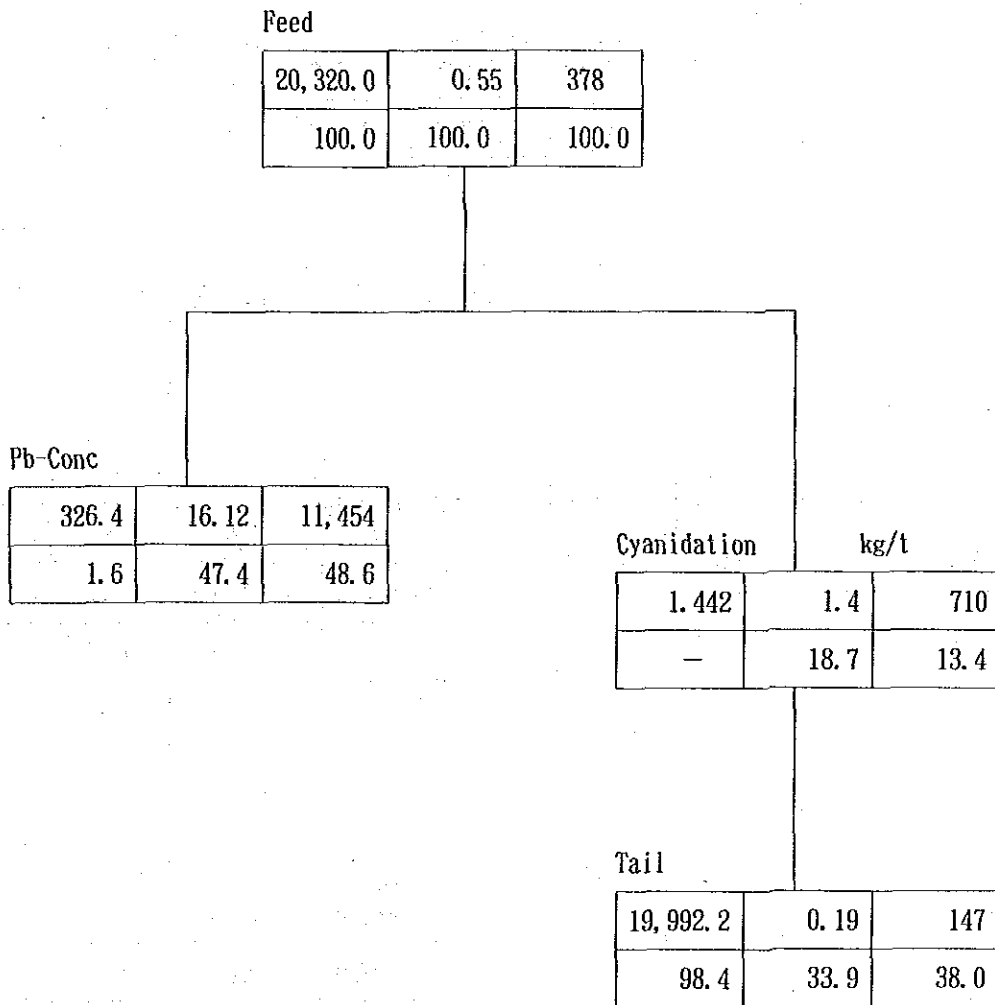 Feed
20,320.0 0.55 378
100.0 100.0 100.0
Pb-Conc
326.4 16.12 11,454
1.6 47.4 48.6
Cyanidation kg/t
1.442 1.4 710
— 18.7 13.4
Tail
19,992.2 0.19 147
98.4 33.9 38.0